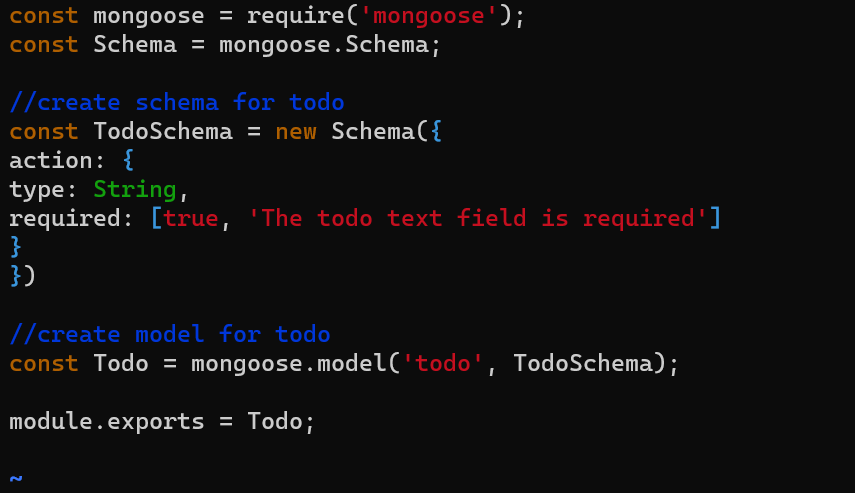 const mongoose = require('mongoose');
const Schema = mongoose.Schema;

//create schema for todo
const TodoSchema = new Schema({
action: {
type: String,
required: [true, 'The todo text field is required']
}
})

//create model for todo
const Todo = mongoose.model('todo', TodoSchema);

module.exports = Todo;

~